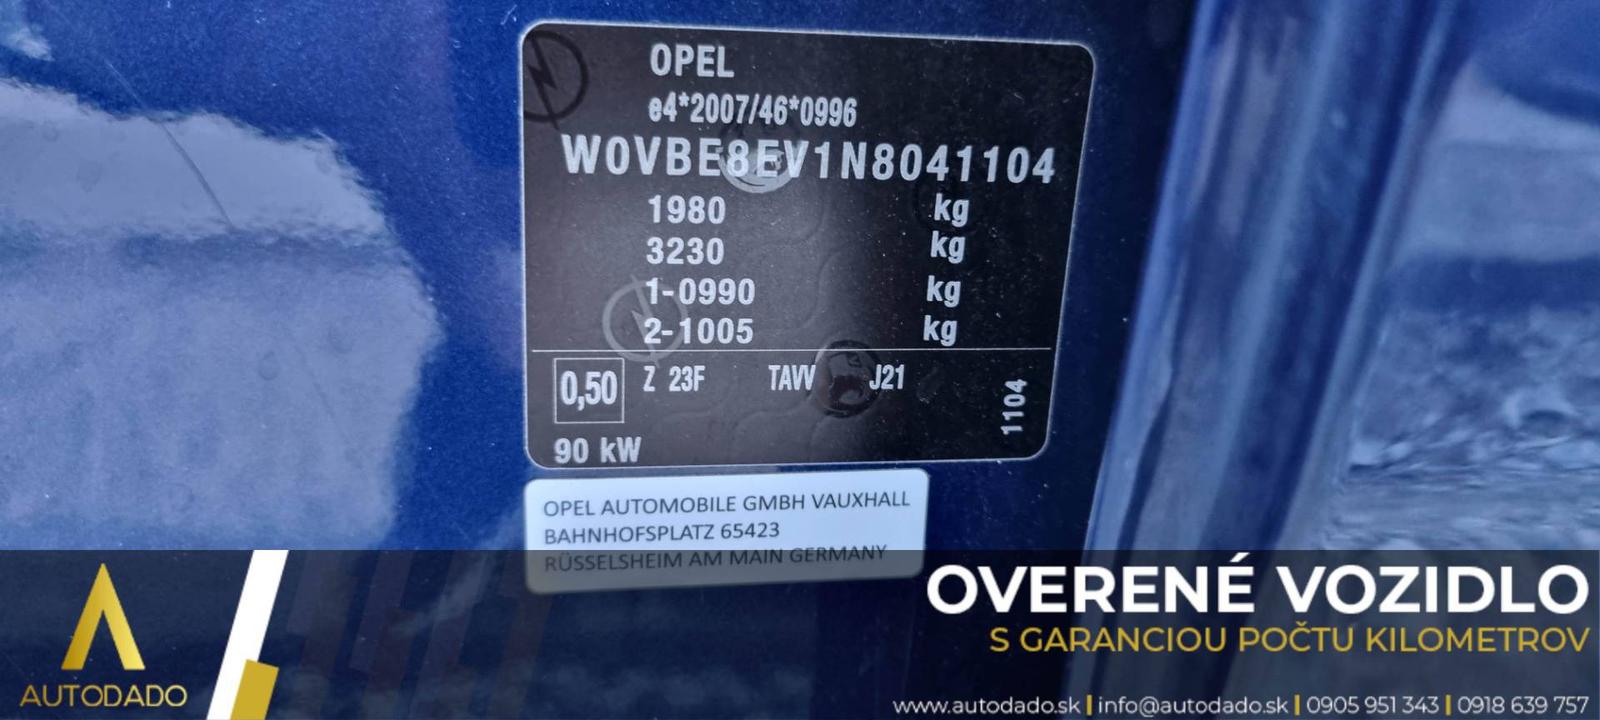 OPEL
e4*2007/46*0996
W0VBE8EV1N8041104
1980 kg
3230 kg
1-0990 kg
2-1005 kg
0,50 Z 23F TAVV J21
1104
90 kW
OPEL AUTOMOBILE GMBH VAUXHALL
BAHNHOFSPLATZ 65423
RÜSSELSHEIM AM MAIN GERMANY
AUTODADO
OVERENÉ VOZIDLO
S GARANCIOU POČTU KILOMETROV
www.autodado.sk | info@autodado.sk | 0905 951 343 | 0918 639 757